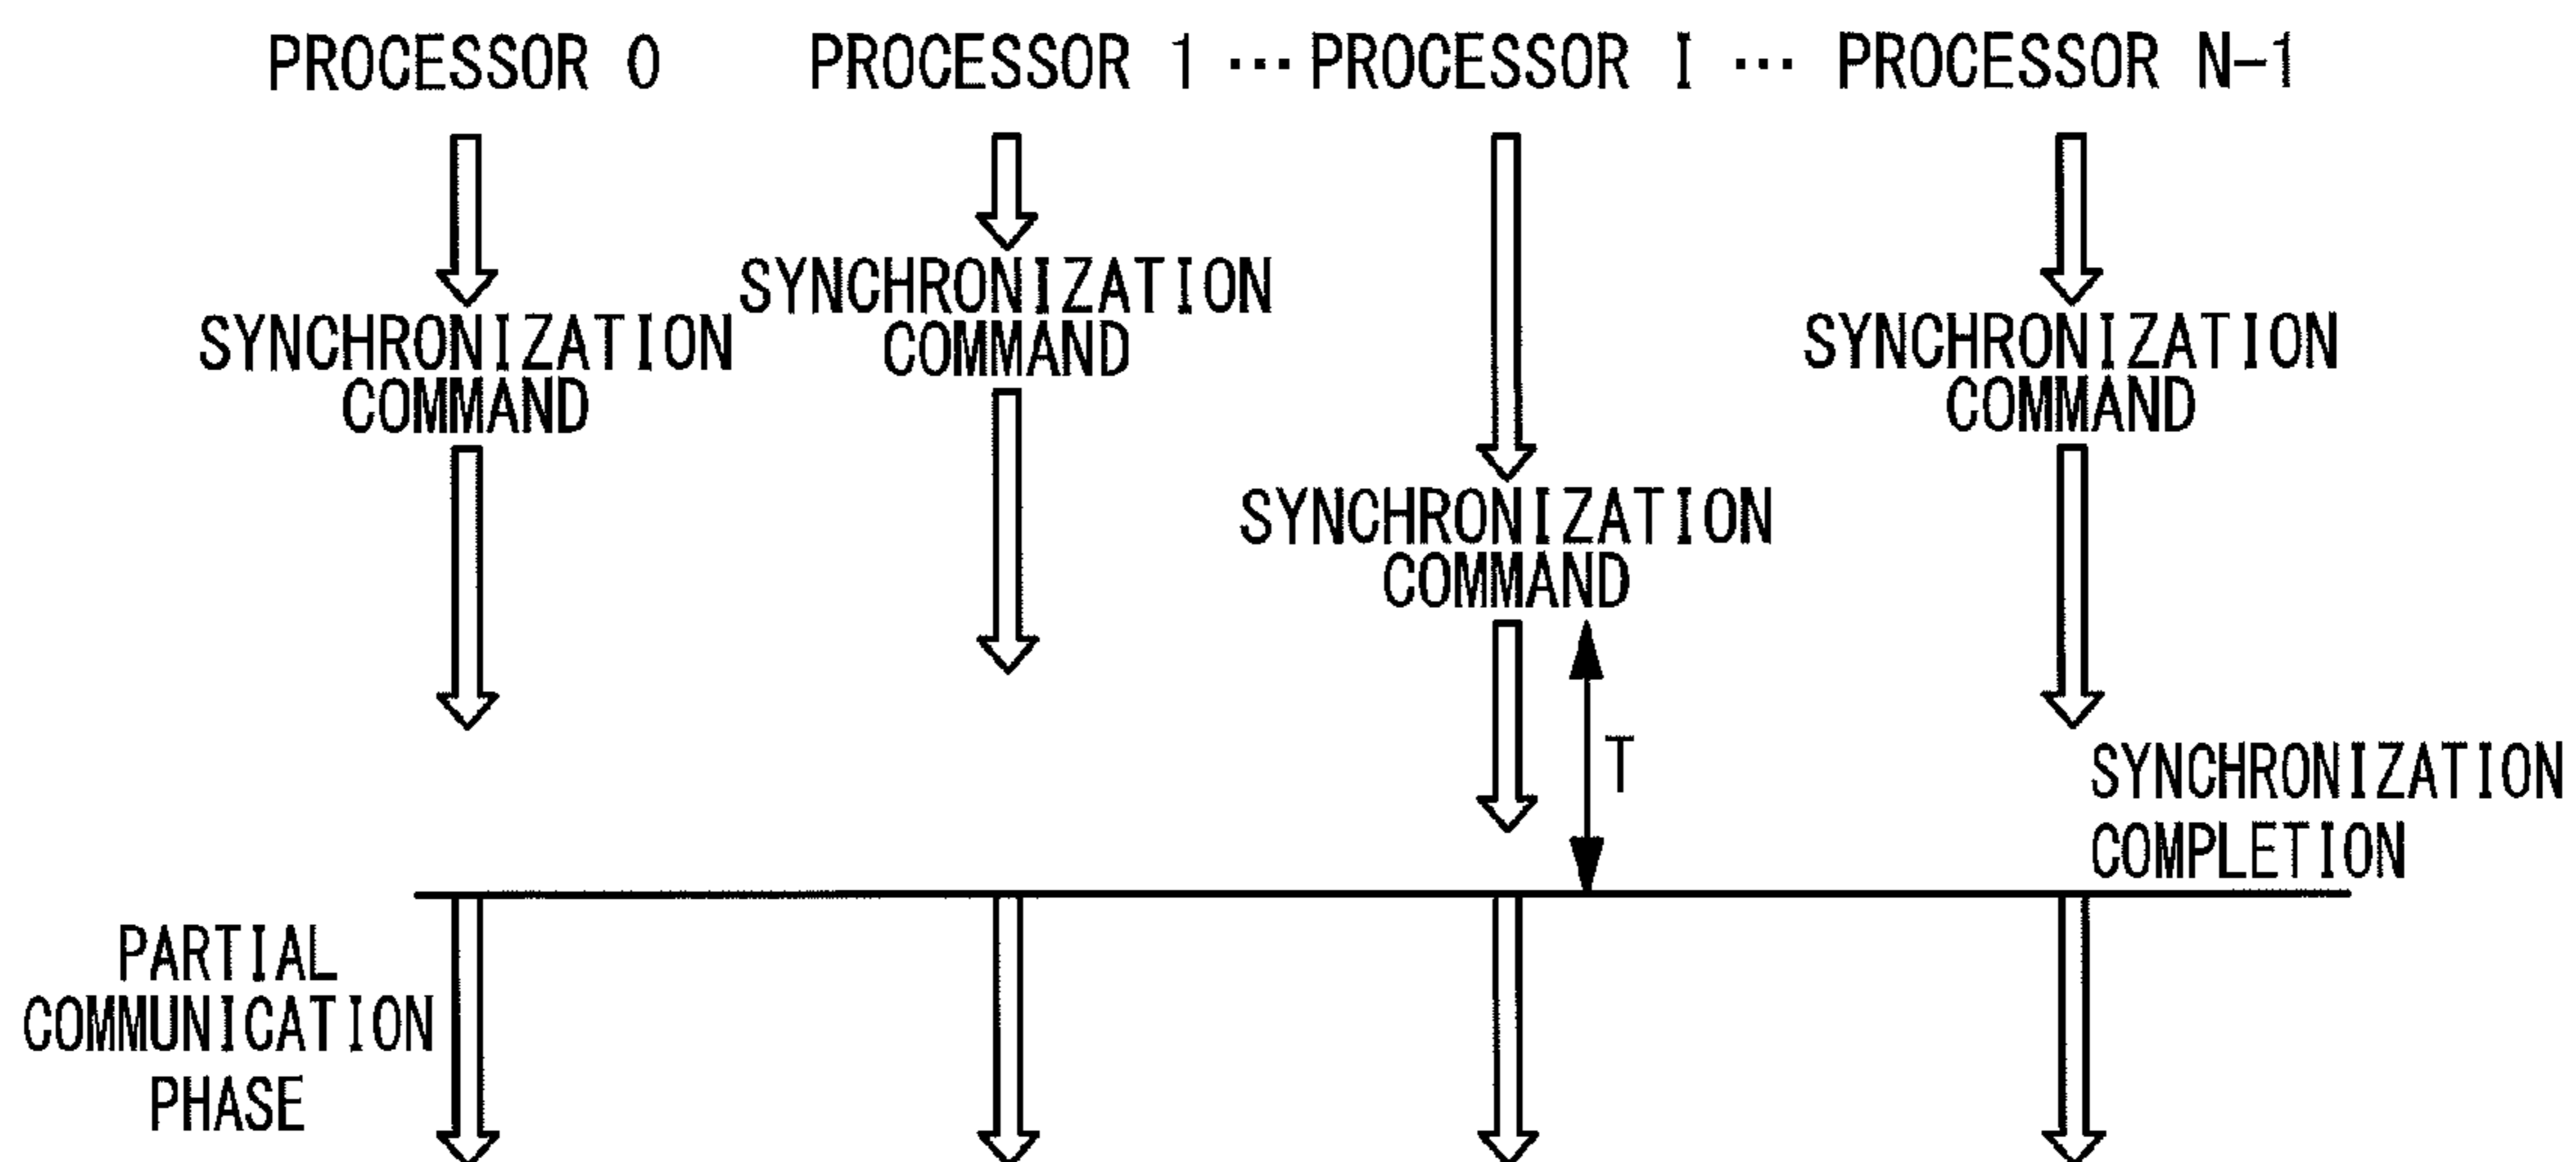 PROCESSOR 0
PROCESSOR 1 ... PROCESSOR I ... PROCESSOR N-1
SYNCHRONIZATION
COMMAND
SYNCHRONIZATION
COMMAND
SYNCHRONIZATION
COMMAND
SYNCHRONIZATION
COMMAND
T
SYNCHRONIZATION
COMPLETION
PARTIAL
COMMUNICATION
PHASE